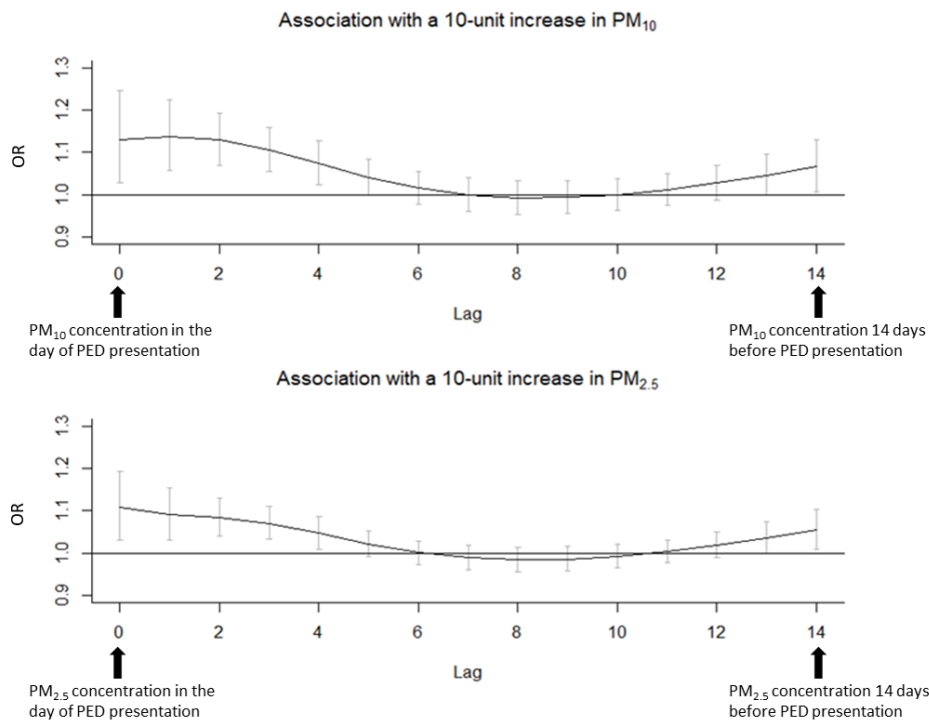 Association with a 10-unit increase in PM₁₀
1.3
1.2
1.1
1.0
0.9
OR
0 2 4 6 8 10 12 14
Lag
PM₁₀ concentration in the
day of PED presentation
PM₁₀ concentration 14 days
before PED presentation
Association with a 10-unit increase in PM₂.₅
1.3
1.2
1.1
1.0
0.9
OR
0 2 4 6 8 10 12 14
Lag
PM₂.₅ concentration in the
day of PED presentation
PM₂.₅ concentration 14 days
before PED presentation